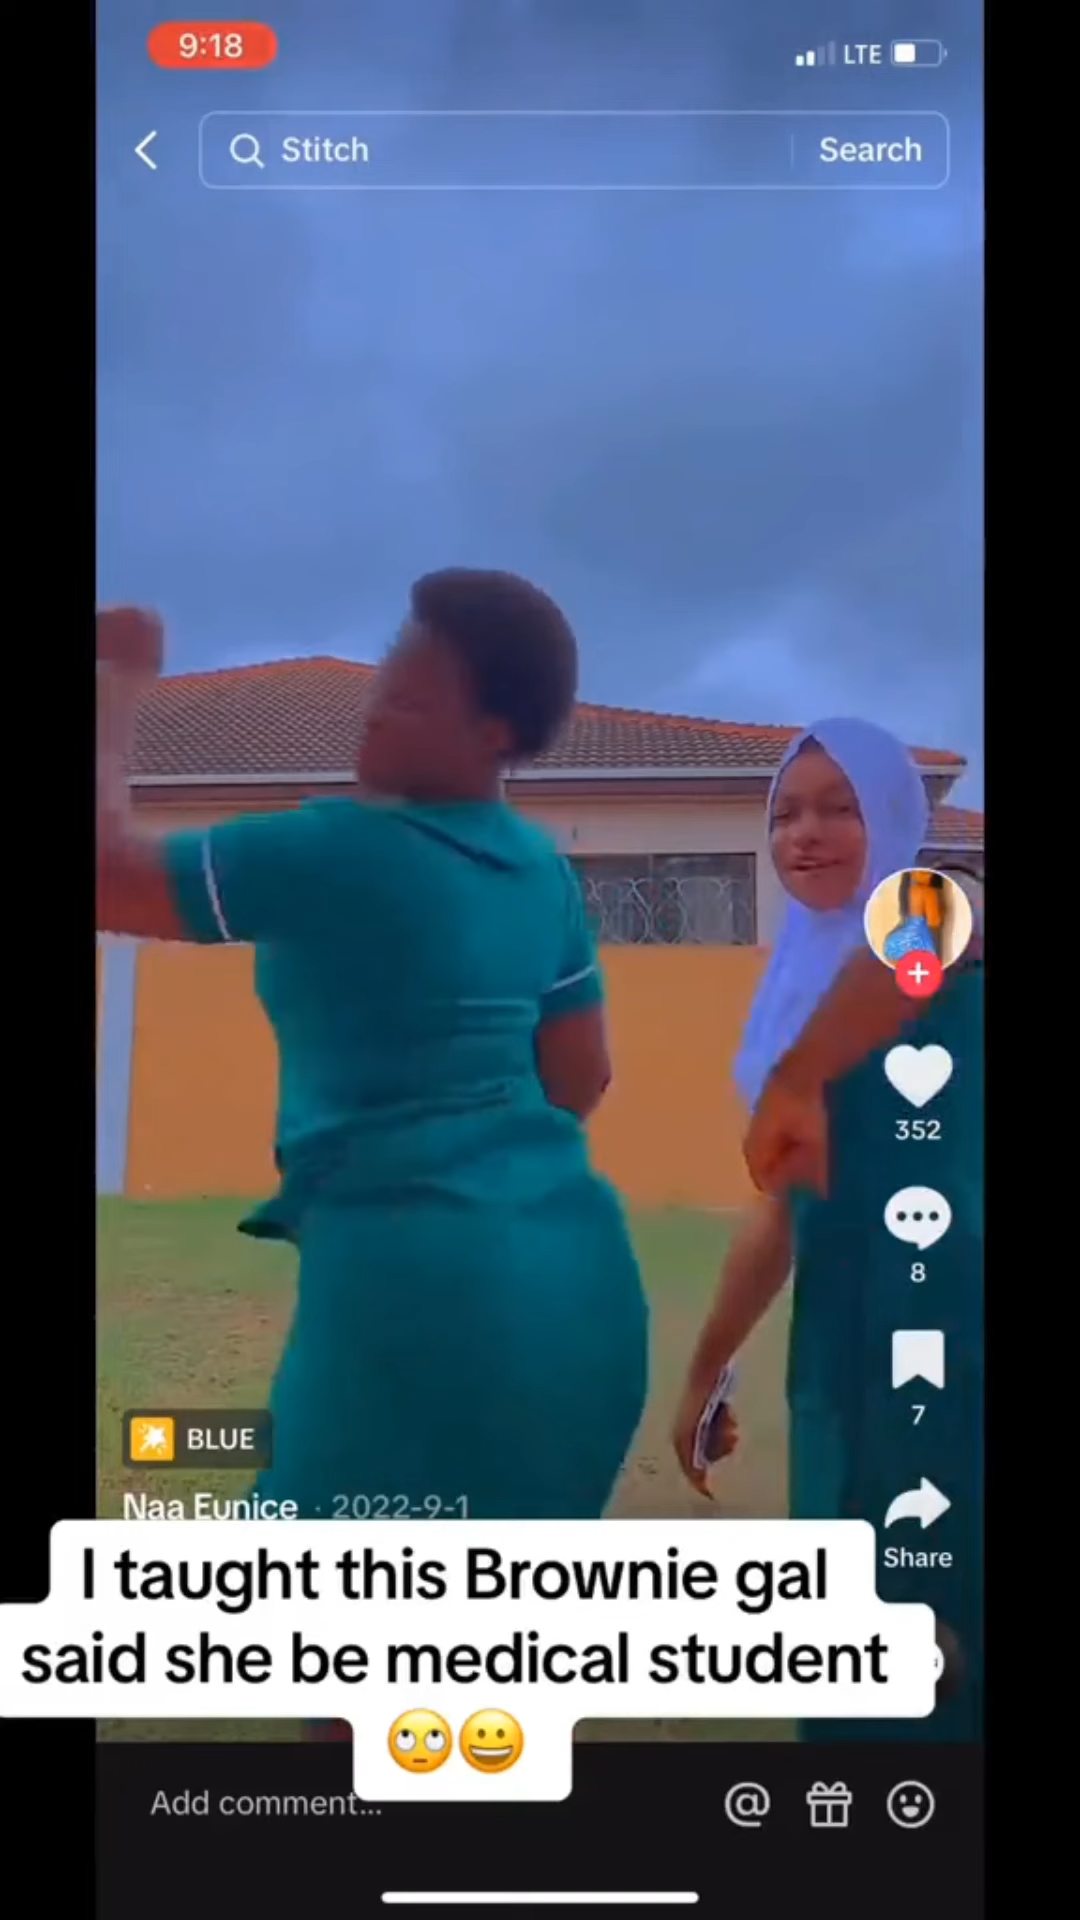 9:18
LTE
Stitch
Search
352
8
7
BLUE
Naa Eunice · 2022-9-1
Share
I taught this Brownie gal
said she be medical student
🙄😀
Add comment...